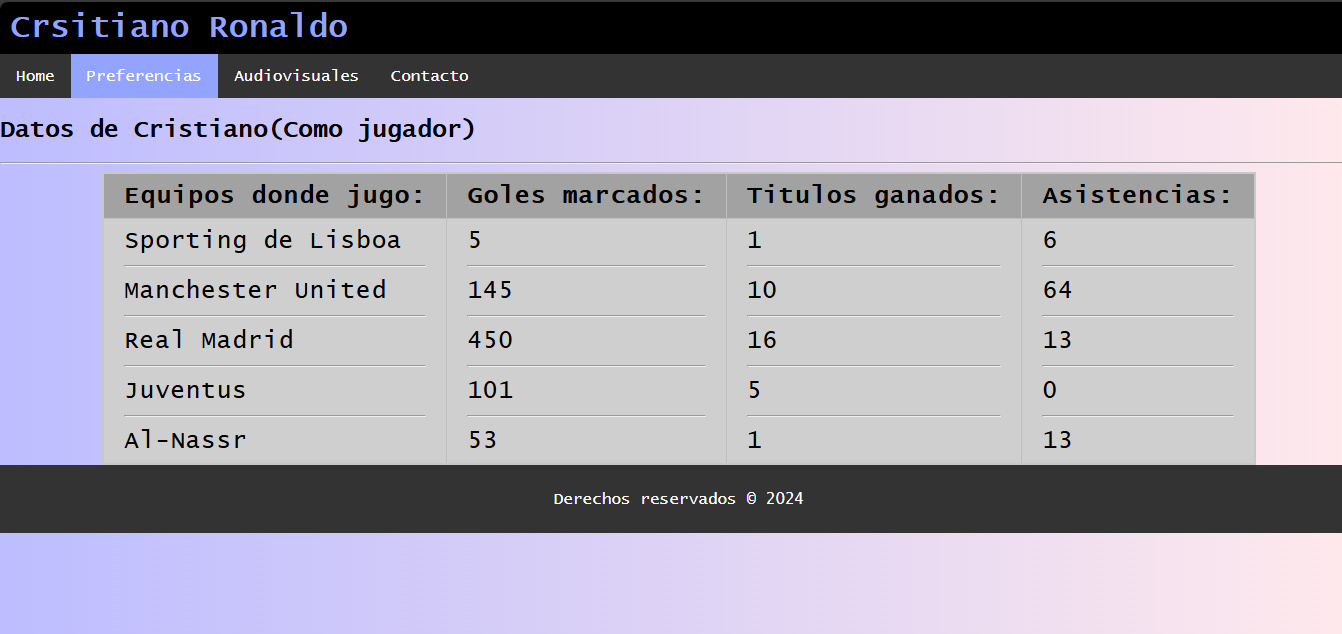 Crsitiano Ronaldo
Home Preferencias Audiovisuales Contacto
Datos de Cristiano(Como jugador)
Equipos donde jugo: Goles marcados: Titulos ganados: Asistencias:
Sporting de Lisboa 5 1 6
Manchester United 145 10 64
Real Madrid 450 16 13
Juventus 101 5 0
Al-Nassr 53 1 13
Derechos reservados © 2024